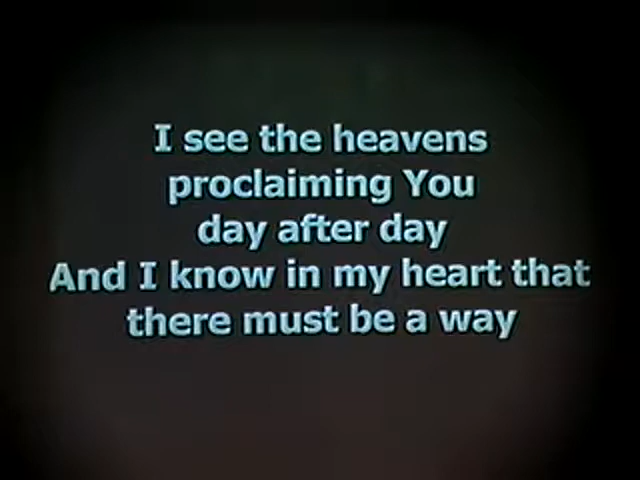 I see the heavens
proclaiming You
day after day
And I know in my heart that
there must be a way